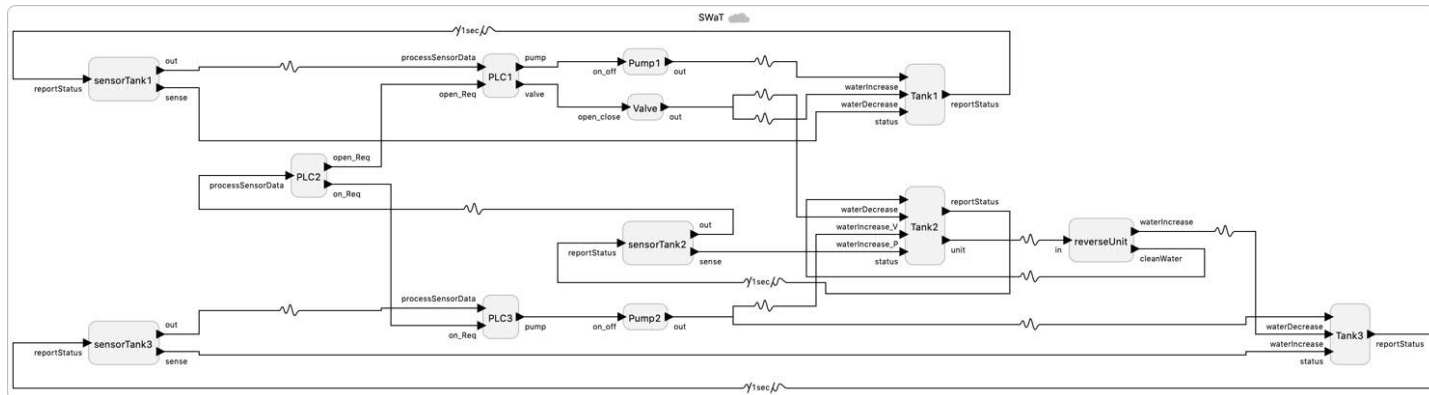 SWaT
1sec
out
processSensorData
pump
on_off
Pump1
out
sensorTank1
PLC1
reportStatus
sense
open_Req
valve
open_close
Valve
out
waterIncrease
Tank1
waterDecrease
reportStatus
status
open_Req
PLC2
processSensorData
on_Req
out
sensorTank2
reportStatus
sense
reportStatus
waterDecrease
Tank2
waterIncrease_V
unit
waterIncrease_P
status
in
reverseUnit
waterIncrease
cleanWater
1sec
processSensorData
PLC3
on_Req
pump
on_off
Pump2
out
out
sensorTank3
reportStatus
sense
waterDecrease
Tank3
waterIncrease
reportStatus
status
1sec